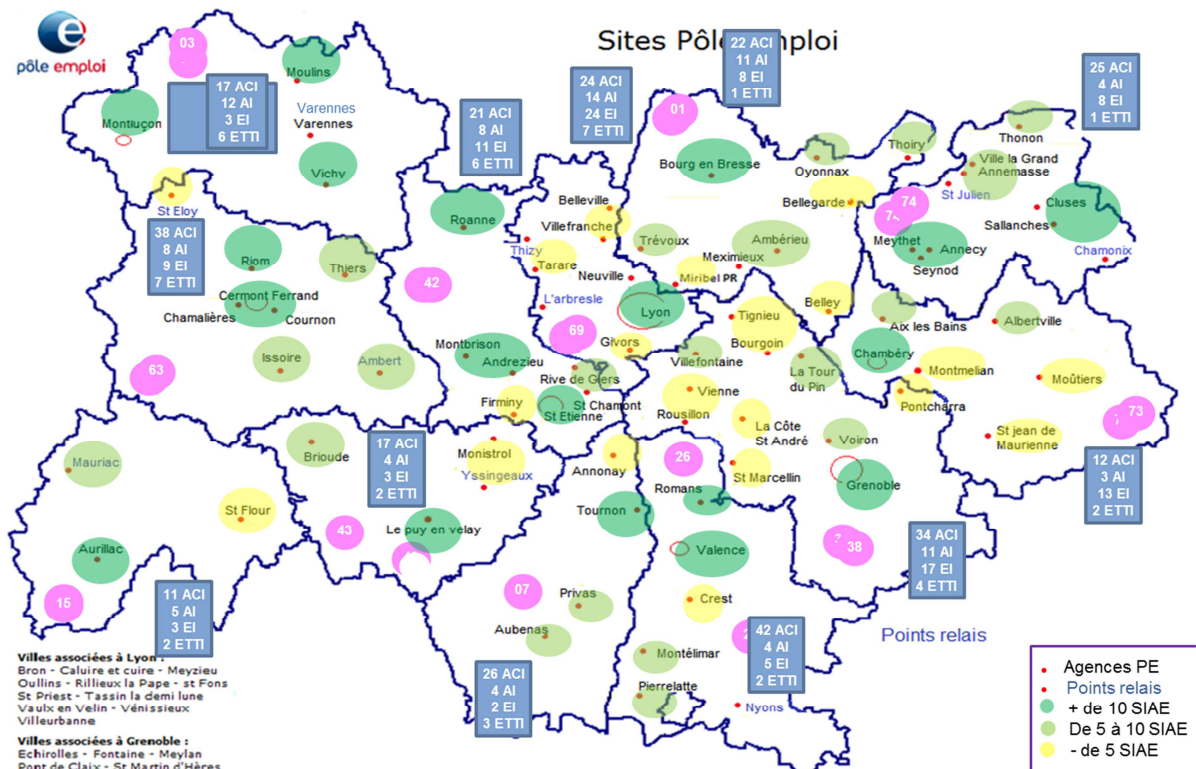 pôle emploi
Sites Pôle Emploi
03
Moulins
17 ACI
12 AI
3 EI
6 ETTI
Montluçon
Varennes
Varennes
Vichy
St Eloy
21 ACI
8 AI
11 EI
6 ETTI
24 ACI
14 AI
24 EI
7 ETTI
22 ACI
11 AI
8 EI
1 ETTI
25 ACI
4 AI
8 EI
1 ETTI
01
Bourg en Bresse
Oyonnax
Thoiry
Thonon
Ville la Grand
Annemasse
St Julien
Bellegarde
74
Cluses
Sallanches
Chamonix
Meythet
Annecy
Seynod
38 ACI
8 AI
9 EI
7 ETTI
Riom
Thiers
Cermont Ferrand
Chamalières
Cournon
Issoire
Ambert
63
Roanne
42
Montbrison
Andrezieu
Firminy
St Etienne
St Chamont
Rive de Giers
Belleville
Villefranche
Thizy
Tarare
L'arbresle
69
Neuville
Lyon
Givors
Trévoux
Ambérieu
Meximieux
Miribel PR
Belley
Tignieu
Bourgoin
Villefontaine
La Tour
du Pin
Vienne
Rousillon
La Côte
St André
St Marcellin
Voiron
Grenoble
Aix les Bains
Albertville
Chambéry
Montmelian
Moûtiers
Pontcharra
St jean de
Maurienne
73
12 ACI
3 AI
13 EI
2 ETTI
Mauriac
St Flour
Aurillac
15
11 ACI
5 AI
3 EI
2 ETTI
Brioude
17 ACI
4 AI
3 EI
2 ETTI
Monistrol
Yssingeaux
43
Le puy en velay
Annonay
Tournon
07
Privas
Aubenas
26 ACI
4 AI
2 EI
3 ETTI
26
Romans
Valence
Crest
Montélimar
Pierrelatte
Nyons
42 ACI
4 AI
5 EI
2 ETTI
38
34 ACI
11 AI
17 EI
4 ETTI
Points relais
Villes associées à Lyon :
Bron - Caluire et cuire - Meyzieu
Oullins - Rillieux la Pape - st Fons
St Priest - Tassin la demi lune
Vaulx en Velin - Vénissieux
Villeurbanne
Villes associées à Grenoble :
Echirolles - Fontaine - Meylan
Pont de Claix - St Martin d'Hères
Agences PE
Points relais
+ de 10 SIAE
De 5 à 10 SIAE
- de 5 SIAE